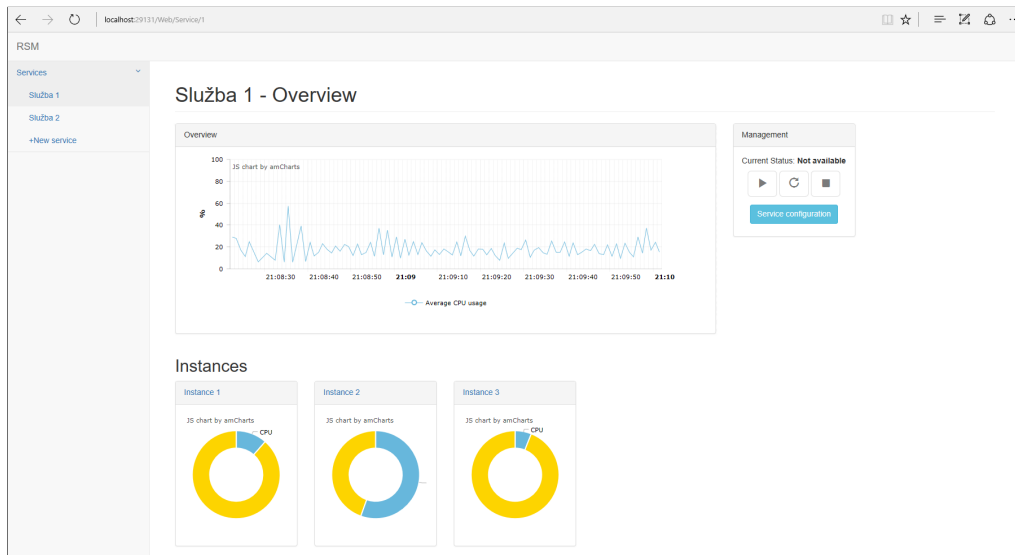 localhost:29131/Web/Service/1
RSM
Services
Služba 1
Služba 2
+New service
Služba 1 - Overview
Overview
JS chart by amCharts
100
80
60
40
20
0
%
21:08:30 21:08:40 21:08:50 21:09 21:09:10 21:09:20 21:09:30 21:09:40 21:09:50 21:10
Average CPU usage
Management
Current Status: Not available
Service configuration
Instances
Instance 1
JS chart by amCharts
CPU
Instance 2
JS chart by amCharts
Instance 3
JS chart by amCharts
CPU